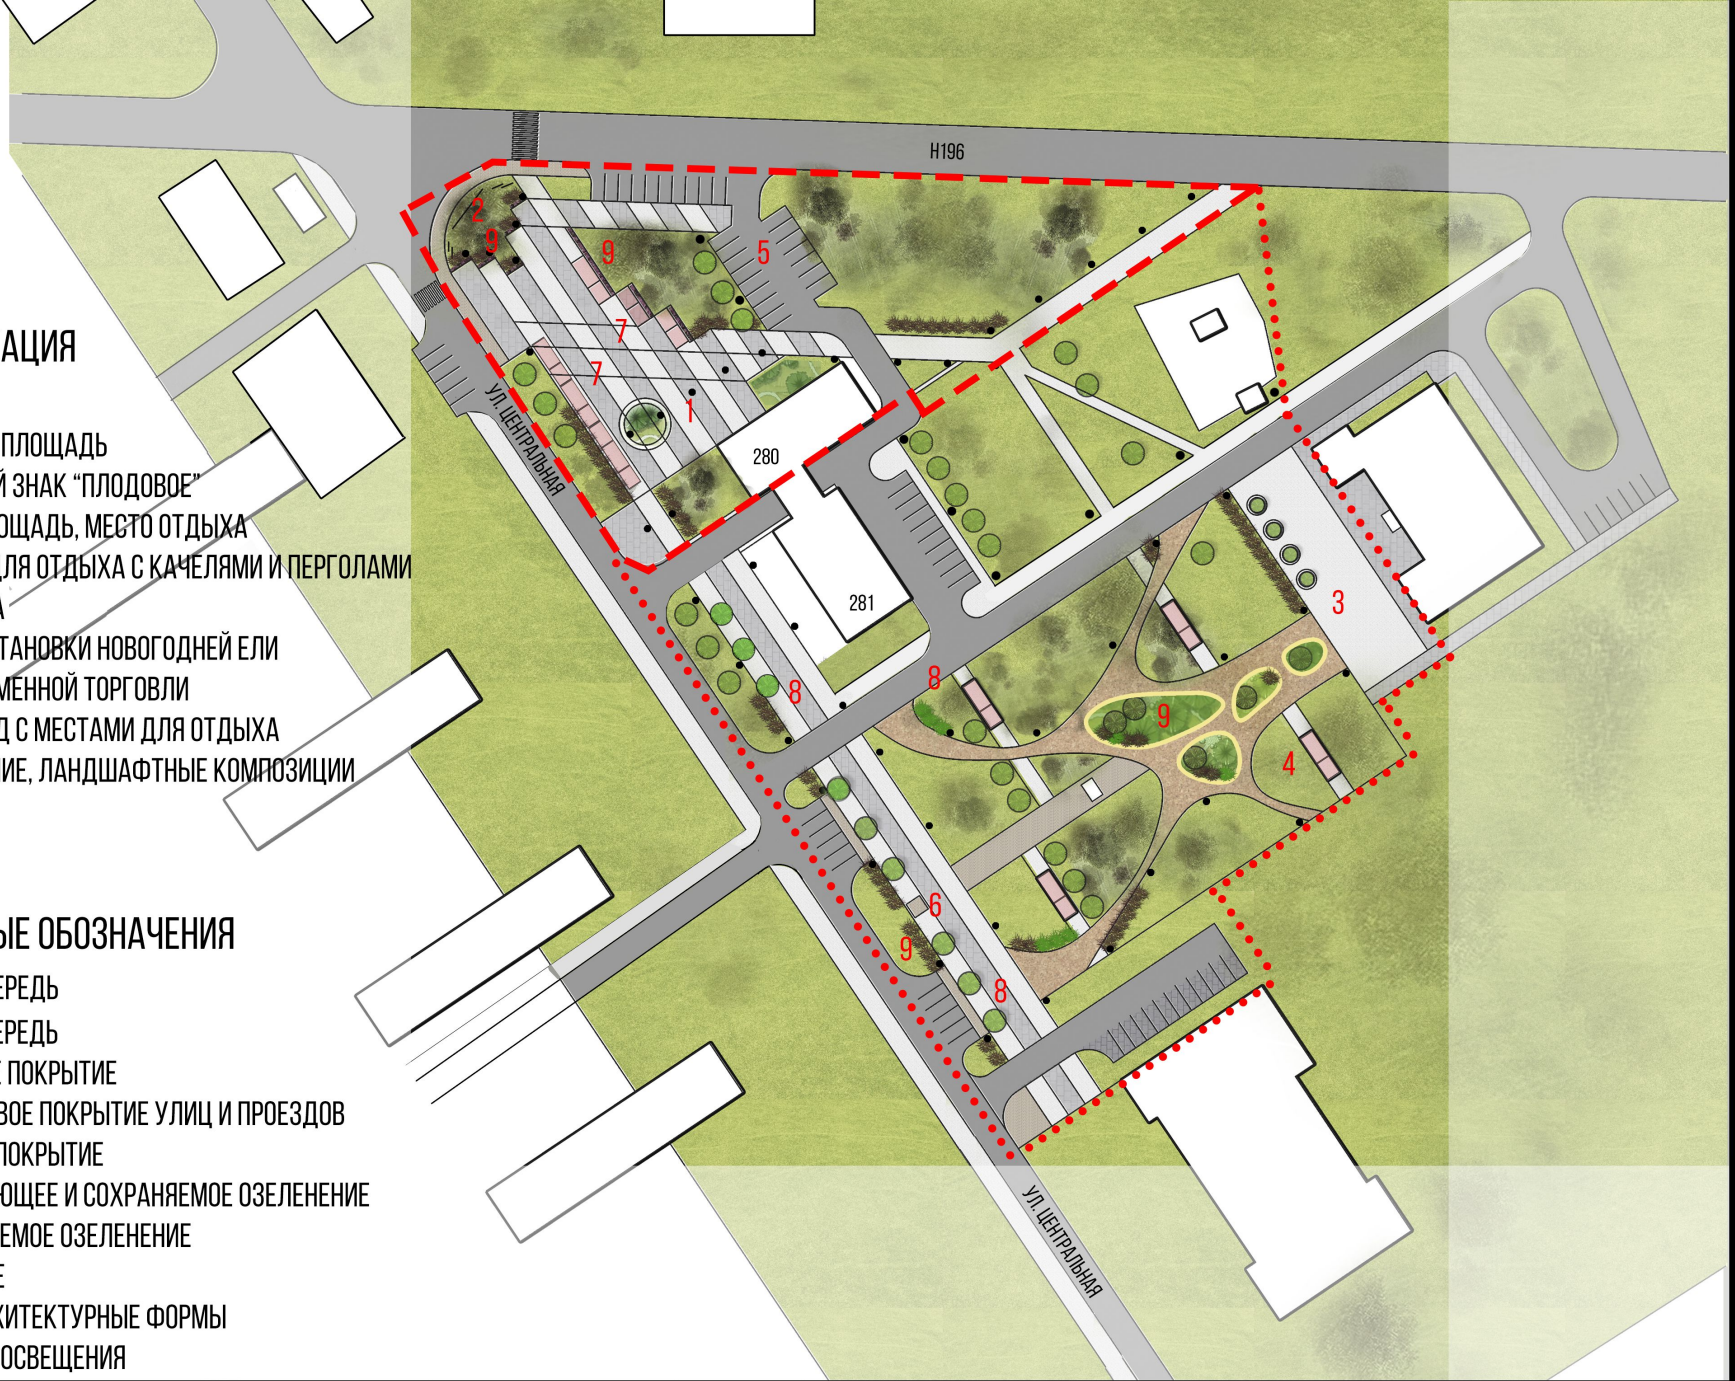 АЦИЯ
ПЛОЩАДЬ
Й ЗНАК “ПЛОДОВОЕ”
ОЩАДЬ, МЕСТО ОТДЫХА
ДЛЯ ОТДЫХА С КАЧЕЛЯМИ И ПЕРГОЛАМИ
А
ТАНОВКИ НОВОГОДНЕЙ ЕЛИ
МЕННОЙ ТОРГОВЛИ
Д С МЕСТАМИ ДЛЯ ОТДЫХА
ИЕ, ЛАНДШАФТНЫЕ КОМПОЗИЦИИ
ЫЕ ОБОЗНАЧЕНИЯ
ЕРЕДЬ
ЕРЕДЬ
Е ПОКРЫТИЕ
ВОЕ ПОКРЫТИЕ УЛИЦ И ПРОЕЗДОВ
ПОКРЫТИЕ
ЮЩЕЕ И СОХРАНЯЕМОЕ ОЗЕЛЕНЕНИЕ
ЕМОЕ ОЗЕЛЕНЕНИЕ
Е
ХИТЕКТУРНЫЕ ФОРМЫ
ОСВЕЩЕНИЯ
Н196
2
9
9
5
7
7
1
УЛ. ЦЕНТРАЛЬНАЯ
280
281
3
8
8
9
4
6
9
8
УЛ. ЦЕНТРАЛЬНАЯ